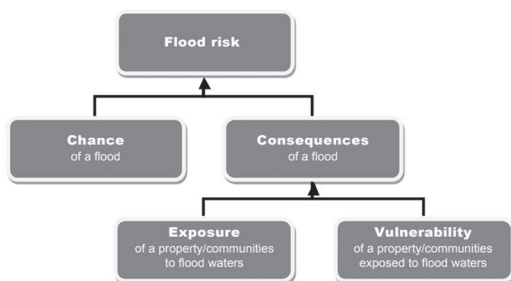 Flood risk
Chance
of a flood
Consequences
of a flood
Exposure
of a property/communities
to flood waters
Vulnerability
of a property/communities
exposed to flood waters